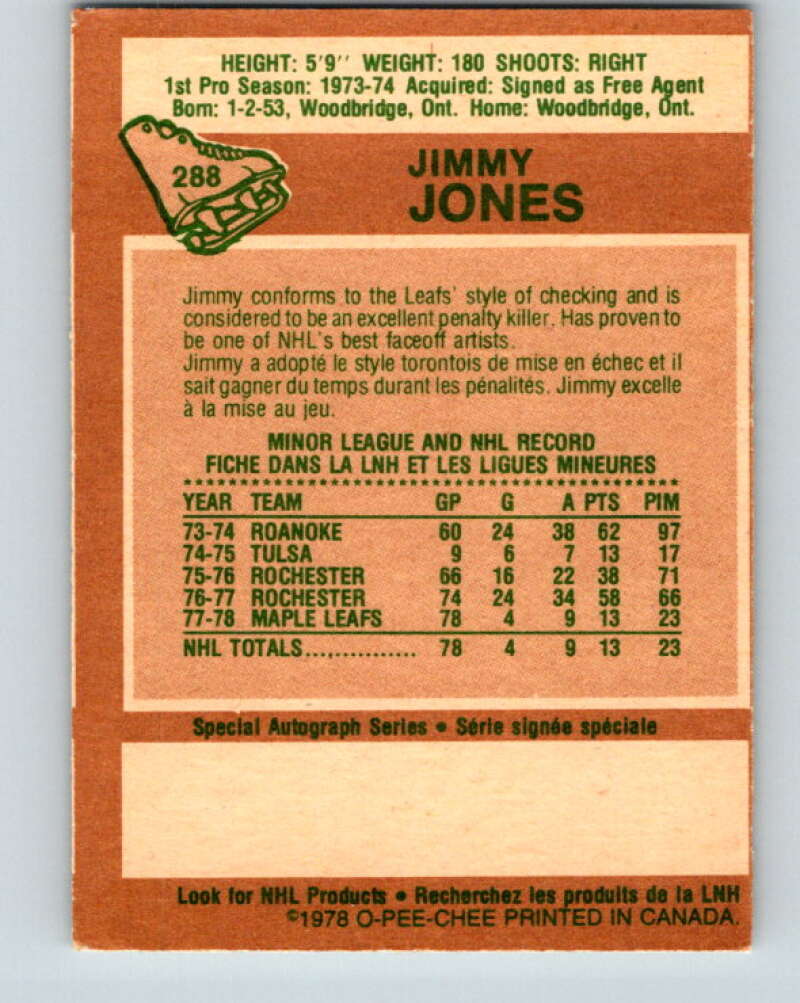 HEIGHT: 5'9'' WEIGHT: 180 SHOOTS: RIGHT
1st Pro Season: 1973-74 Acquired: Signed as Free Agent
Born: 1-2-53, Woodbridge, Ont. Home: Woodbridge, Ont.
288
JIMMY
JONES
Jimmy conforms to the Leafs' style of checking and is
considered to be an excellent penalty killer. Has proven to
be one of NHL's best faceoff artists.
Jimmy a adopté le style torontois de mise en échec et il
sait gagner du temps durant les pénalités. Jimmy excelle
à la mise au jeu.
MINOR LEAGUE AND NHL RECORD
FICHE DANS LA LNH ET LES LIGUES MINEURES
YEAR TEAM GP G A PTS PIM
73-74 ROANOKE 60 24 38 62 97
74-75 TULSA 9 6 7 13 17
75-76 ROCHESTER 66 16 22 38 71
76-77 ROCHESTER 74 24 34 58 66
77-78 MAPLE LEAFS 78 4 9 13 23
NHL TOTALS............... 78 4 9 13 23
Special Autograph Series • Série signée spéciale
Look for NHL Products • Recherchez les produits de la LNH
©1978 O-PEE-CHEE PRINTED IN CANADA.